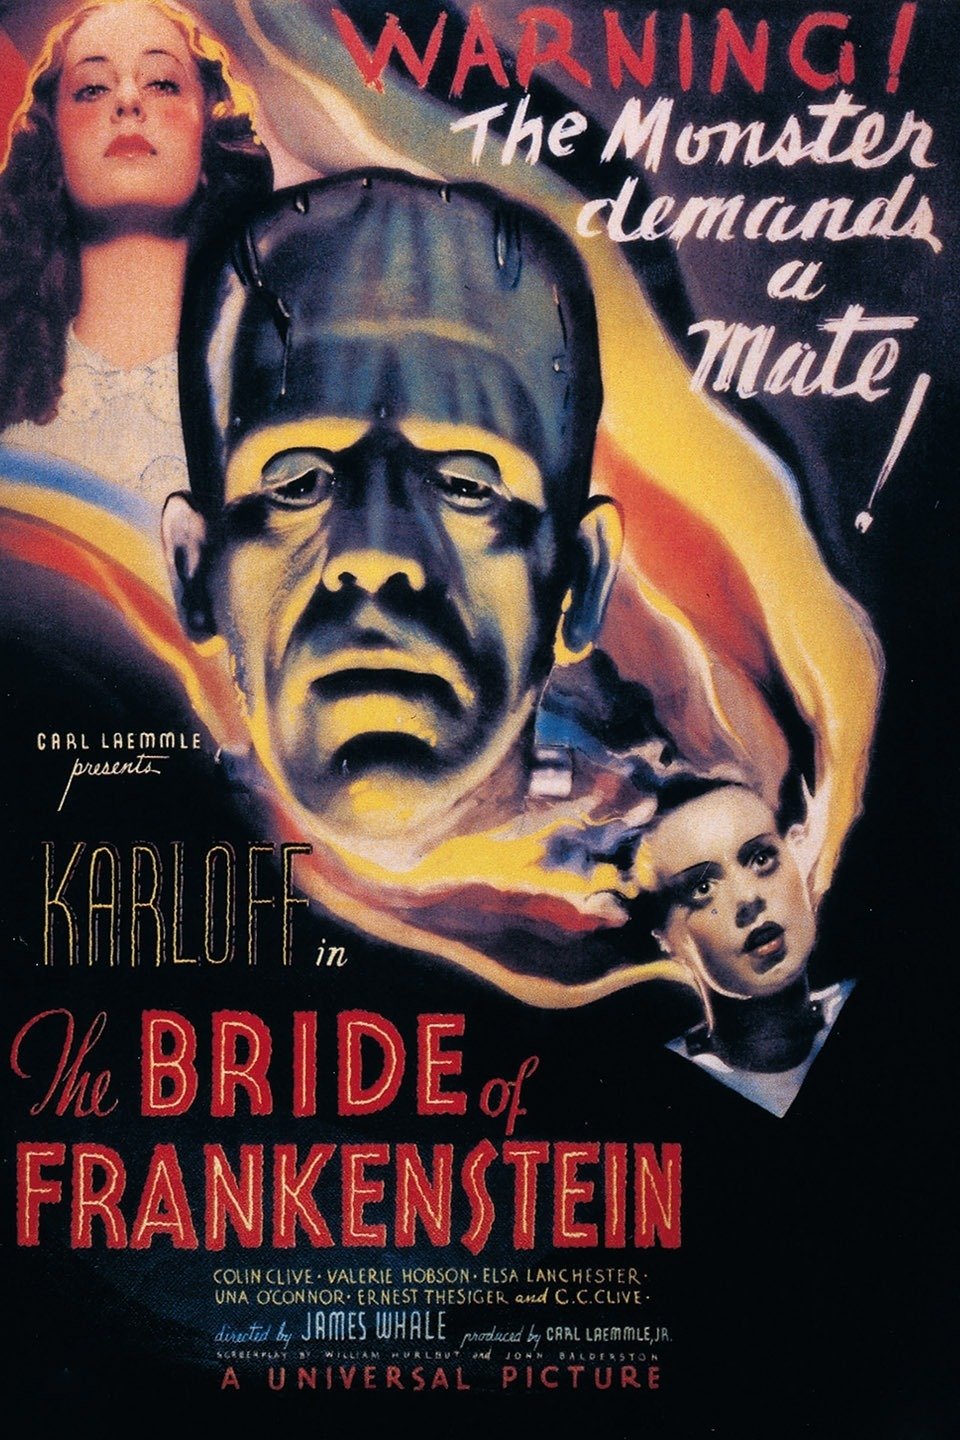 WARNING!
The Monster
demands
a
Mate!
CARL LAEMMLE
presents
KARLOFF
in
The BRIDE of
FRANKENSTEIN
COLIN CLIVE · VALERIE HOBSON · ELSA LANCHESTER ·
UNA O'CONNOR · ERNEST THESIGER and C.C. CLIVE ·
directed by JAMES WHALE produced by CARL LAEMMLE, JR.
SCREENPLAY BY WILLIAM HURLBUT and JOHN BALDERSTON
A UNIVERSAL PICTURE